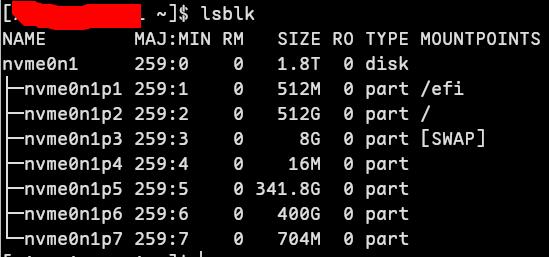 ~]$ lsblk
NAME MAJ:MIN RM SIZE RO TYPE MOUNTPOINTS
nvme0n1 259:0 0 1.8T 0 disk
├─nvme0n1p1 259:1 0 512M 0 part /efi
├─nvme0n1p2 259:2 0 512G 0 part /
├─nvme0n1p3 259:3 0 8G 0 part [SWAP]
├─nvme0n1p4 259:4 0 16M 0 part
├─nvme0n1p5 259:5 0 341.8G 0 part
├─nvme0n1p6 259:6 0 400G 0 part
└─nvme0n1p7 259:7 0 704M 0 part